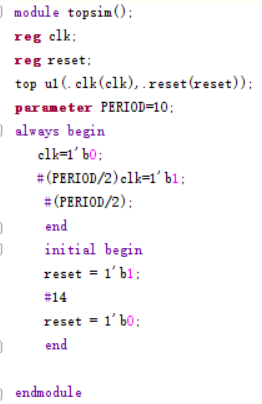 module topsim();
reg clk;
reg reset;
top u1(.clk(clk),.reset(reset));
parameter PERIOD=10;
always begin
clk=1'b0;
#(PERIOD/2)clk=1'b1;
#(PERIOD/2);
end
initial begin
reset = 1'b1;
#14
reset = 1'b0;
end
endmodule